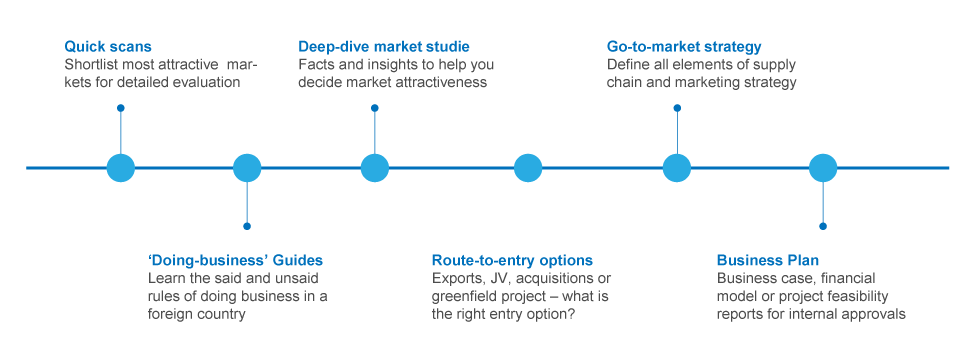 Quick scans
Shortlist most attractive  mar-
kets for detailed evaluation
Deep-dive market studie
Facts and insights to help you
decide market attractiveness
Go-to-market strategy
Define all elements of supply
chain and marketing strategy
‘Doing-business’ Guides
Learn the said and unsaid
rules of doing business in a
foreign country
Route-to-entry options
Exports, JV, acquisitions or
greenfield project – what is
the right entry option?
Business Plan
Business case, financial
model or project feasibility
reports for internal approvals